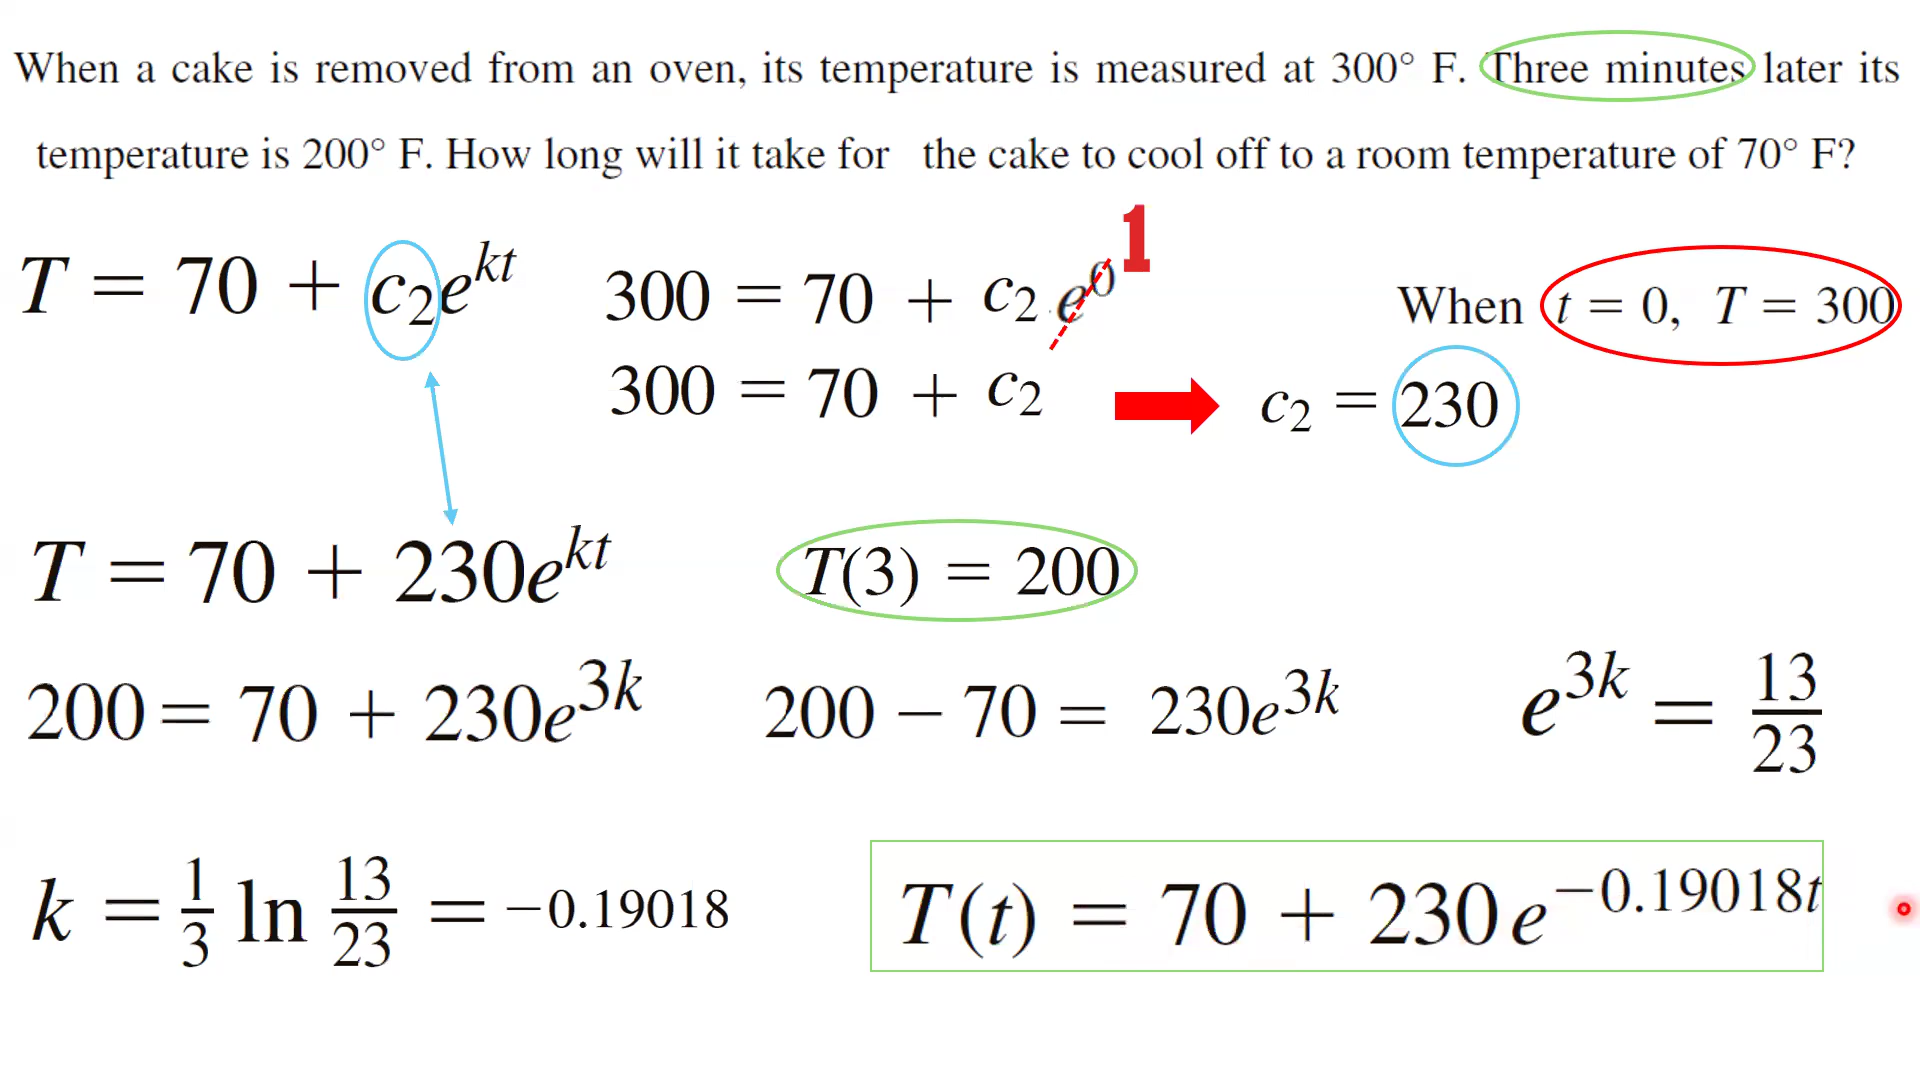 When a cake is removed from an oven, its temperature is measured at 300° F. Three minutes later its
temperature is 200° F. How long will it take for the cake to cool off to a room temperature of 70° F?
T = 70 + c₂e^{kt}
300 = 70 + c₂ e⁰ 1
When t = 0, T = 300
300 = 70 + c₂
c₂ = 230
T = 70 + 230e^{kt}
T(3) = 200
200 = 70 + 230e^{3k}
200 − 70 = 230e^{3k}
e^{3k} = 13/23
k = 1/3 ln 13/23 = −0.19018
T(t) = 70 + 230 e^{−0.19018t}